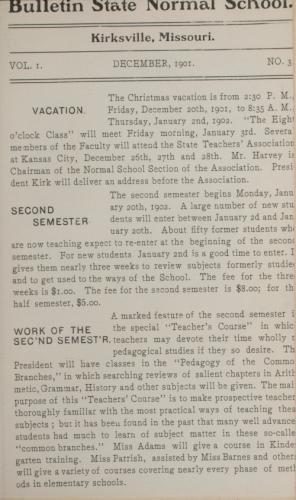 Bulletin State Normal School.
Kirksville, Missouri.
VOL. 1. DECEMBER, 1901. NO. 3
VACATION. The Christmas vacation is from 2:30 P. M.,
Friday, December 20th, 1901, to 8:35 A. M.,
Thursday, January 2nd, 1902. "The Eight
o'clock Class" will meet Friday morning, January 3rd. Several
members of the Faculty will attend the State Teachers' Association
at Kansas City, December 26th, 27th and 28th. Mr. Harvey is
Chairman of the Normal School Section of the Association. Presi-
dent Kirk will deliver an address before the Association.
The second semester begins Monday, Janu
SECOND SEMESTER ary 20th, 1902. A large number of new stu
dents will enter between January 2d and Jan
uary 20th. About fifty former students who
are now teaching expect to re-enter at the beginning of the second
semester. For new students January 2nd is a good time to enter. I
gives them nearly three weeks to review subjects formerly studied
and to get used to the ways of the School. The fee for the three
weeks is $1.00. The fee for the second semester is $8.00; for the
half semester, $5.00.
A marked feature of the second semester i
WORK OF THE SEC'ND SEMEST'R. the special "Teacher's Course" in which
teachers may devote their time wholly t
pedagogical studies if they so desire. Th
President will have classes in the "Pedagogy of the Commo
Branches," in which searching reviews of salient chapters in Arith
metic, Grammar, History and other subjects will be given. The mai
purpose of this "Teachers' Course" is to make prospective teacher
thoroughly familiar with the most practical ways of teaching thes
subjects; but it has been found in the past that many well advance
students had much to learn of subject matter in these so-calle
"common branches." Miss Adams will give a course in Kinder
garten training. Miss Parrish, assisted by Miss Barnes and others
will give a variety of courses covering nearly every phase of meth
ods in elementary schools.